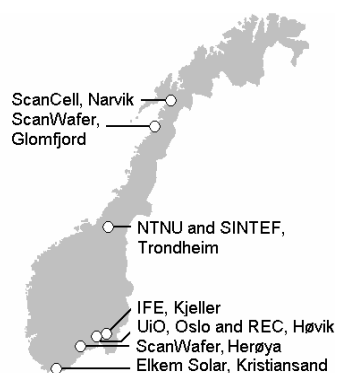 ScanCell, Narvik
ScanWafer,
Glomfjord
NTNU and SINTEF,
Trondheim
IFE, Kjeller
UiO, Oslo and REC, Høvik
ScanWafer, Herøya
Elkem Solar, Kristiansand